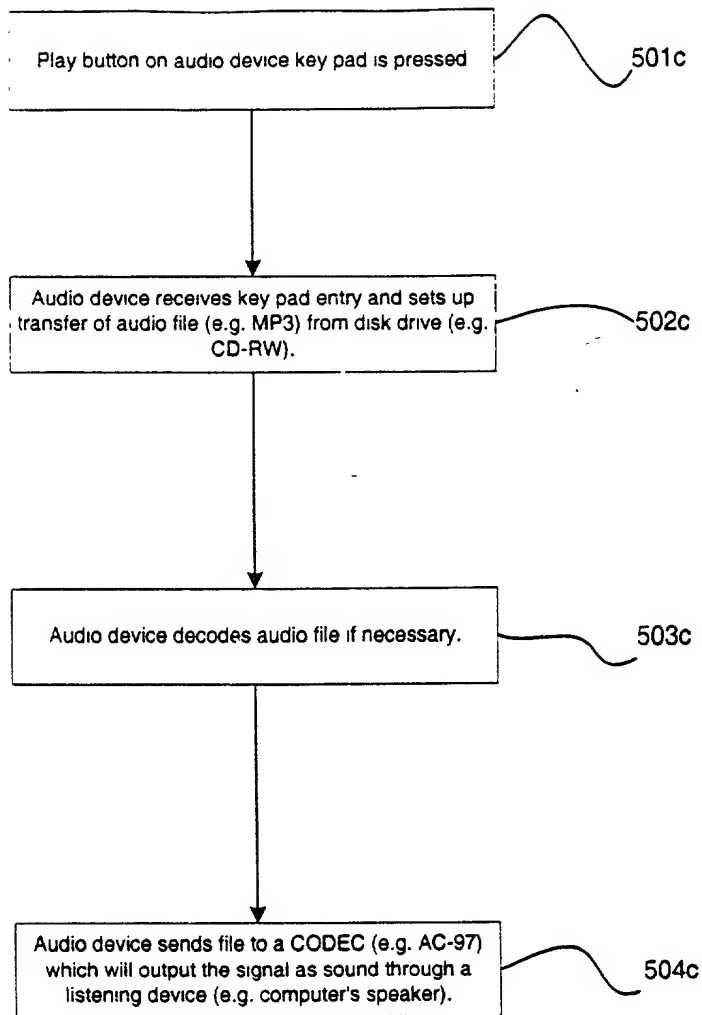 Play button on audio device key pad is pressed
501c
Audio device receives key pad entry and sets up
transfer of audio file (e.g. MP3) from disk drive (e.g.
CD-RW).
502c
Audio device decodes audio file if necessary.
503c
Audio device sends file to a CODEC (e.g. AC-97)
which will output the signal as sound through a
listening device (e.g. computer's speaker).
504c